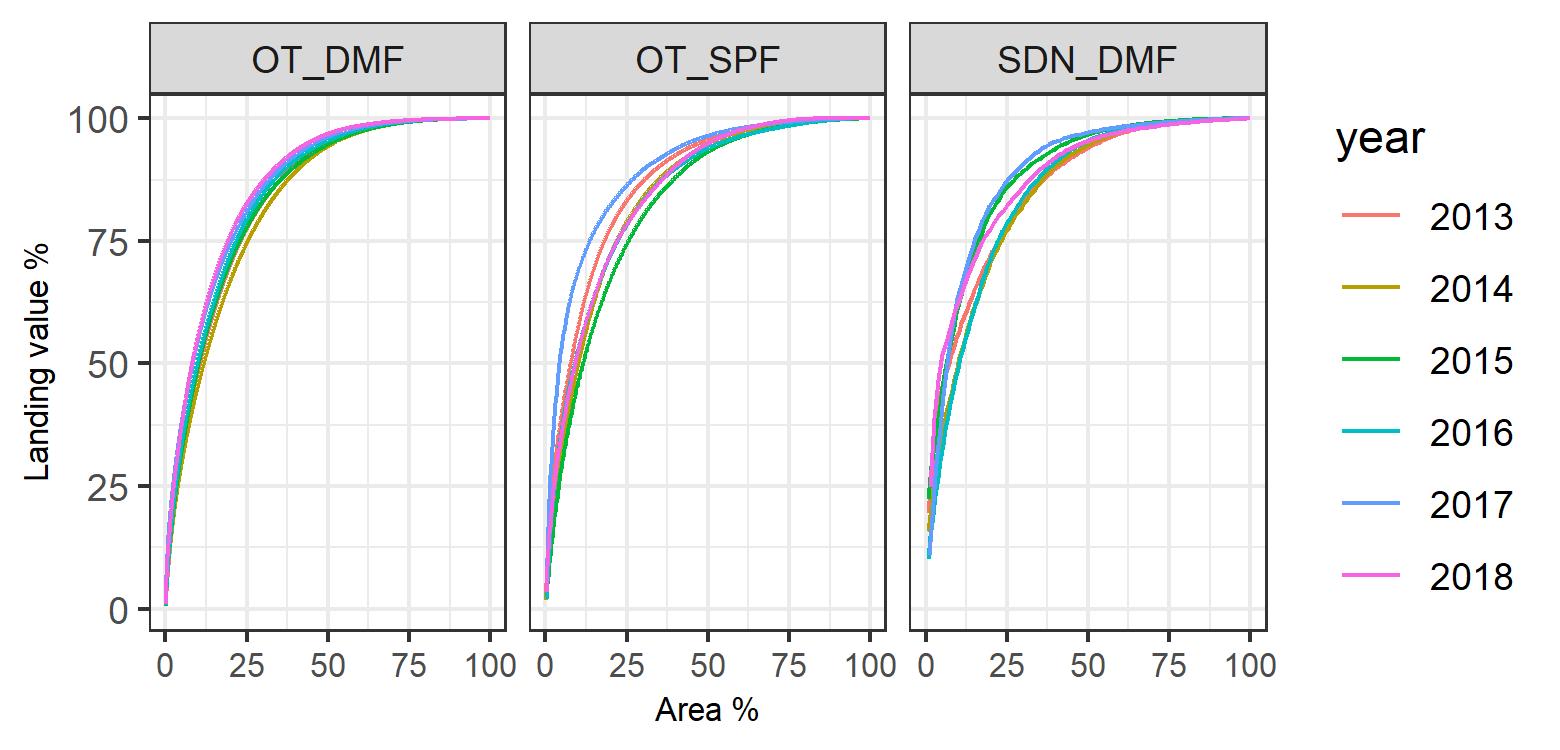 OT_DMF OT_SPF SDN_DMF
100
75
50
25
0
Landing value %
0 25 50 75 100 0 25 50 75 100 0 25 50 75 100
Area %
year
2013
2014
2015
2016
2017
2018